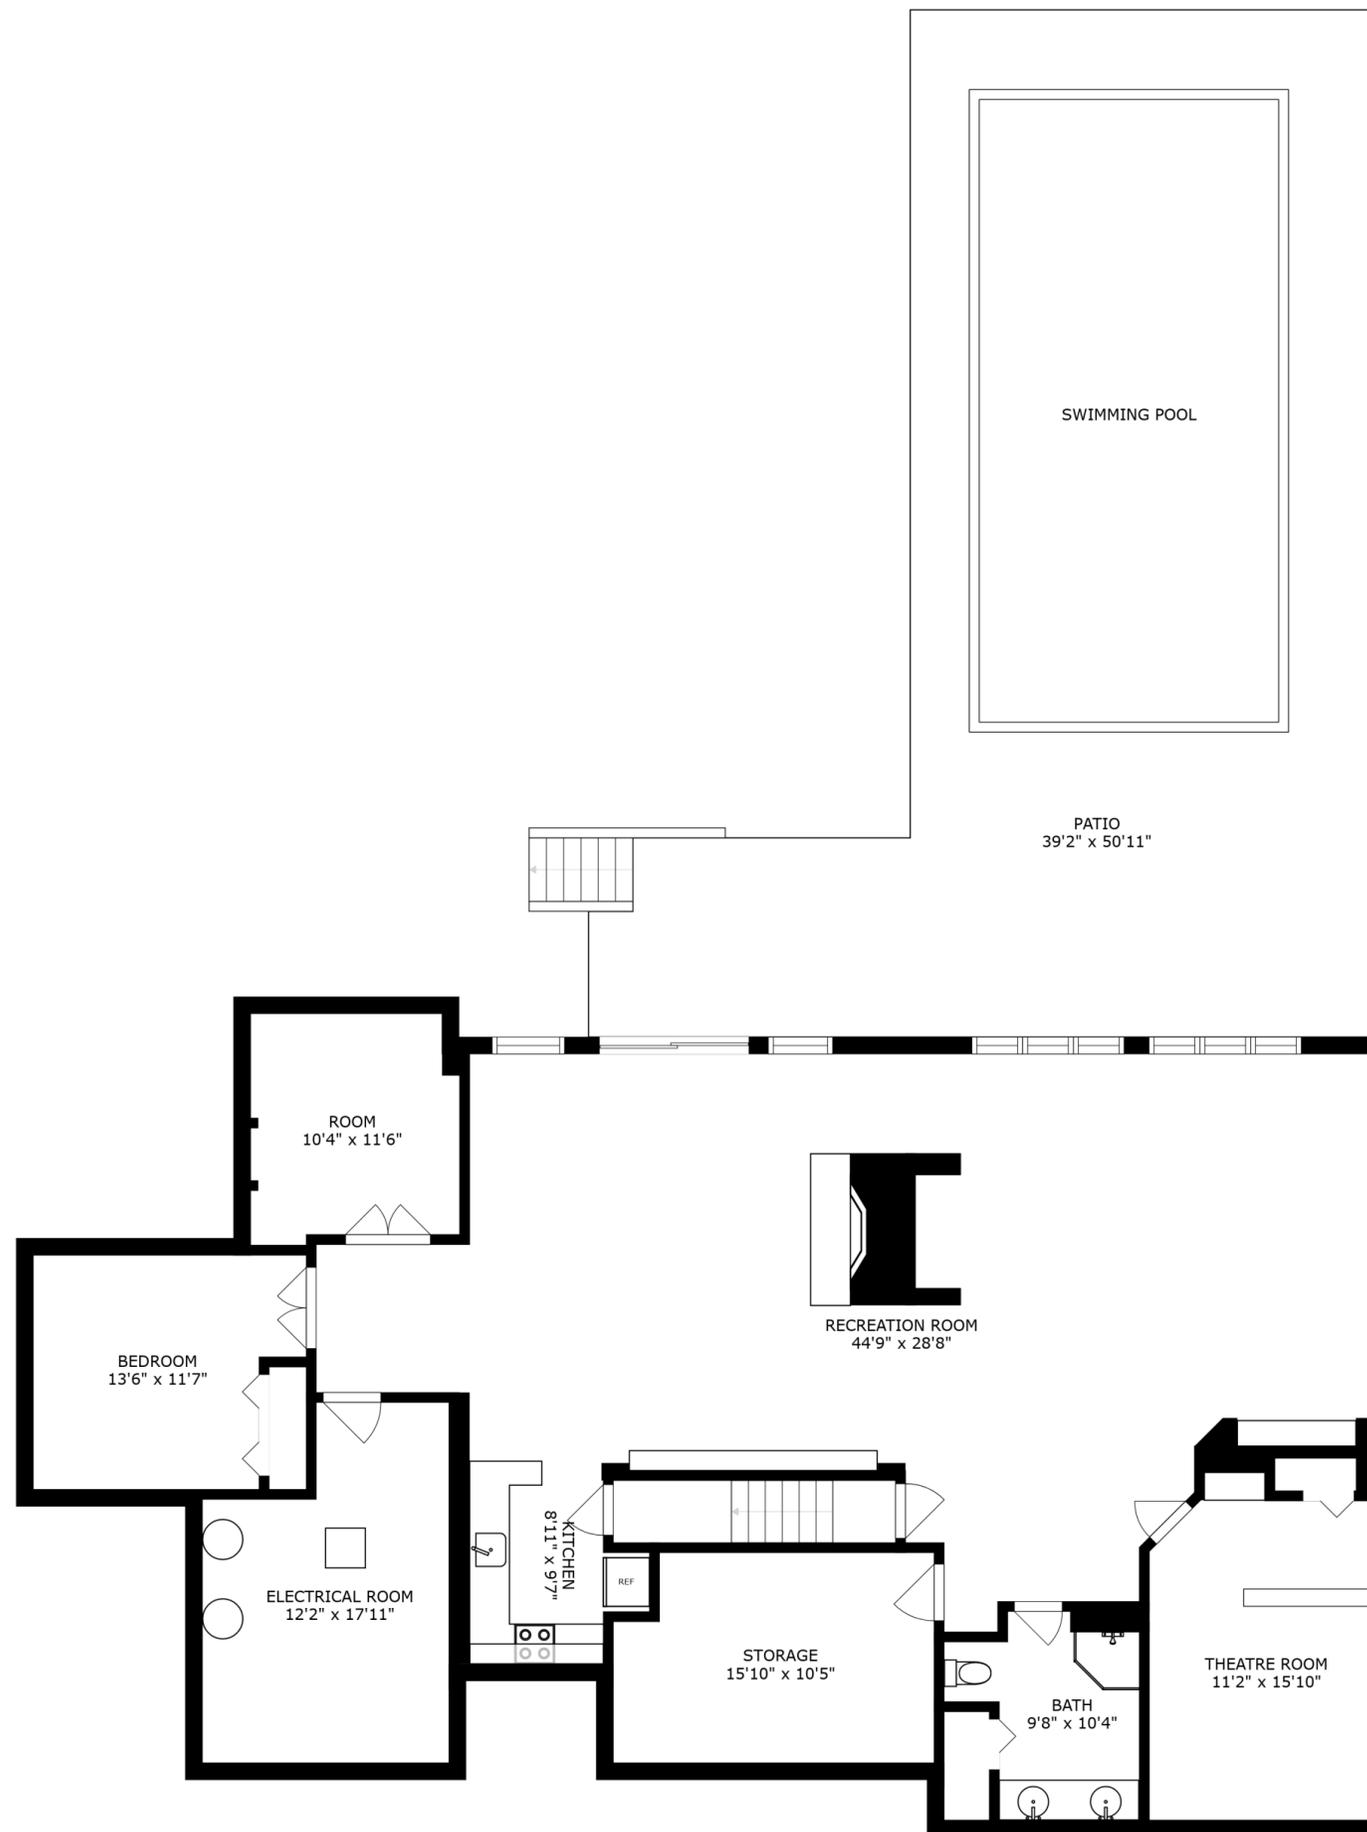 SWIMMING POOL
PATIO
39'2" x 50'11"
ROOM
10'4" x 11'6"
RECREATION ROOM
44'9" x 28'8"
BEDROOM
13'6" x 11'7"
KITCHEN
8'11" x 9'7"
REF
ELECTRICAL ROOM
12'2" x 17'11"
STORAGE
15'10" x 10'5"
THEATRE ROOM
11'2" x 15'10"
BATH
9'8" x 10'4"